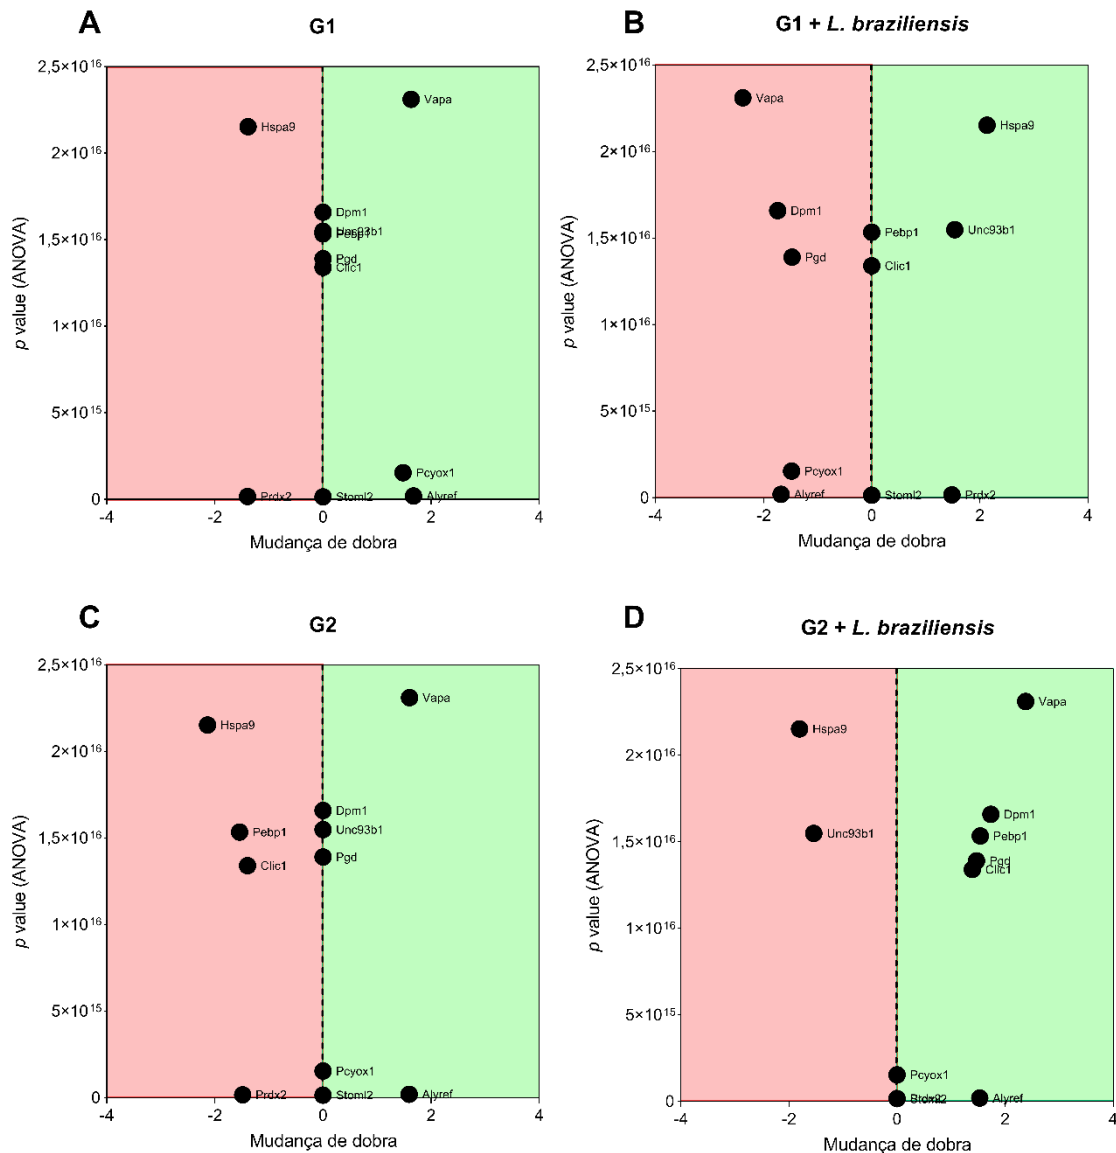 A
G1
2,5×10¹⁶
2×10¹⁶
1,5×10¹⁶
1×10¹⁶
5×10¹⁵
0
p value (ANOVA)
Vapa
Hspa9
Dpm1
Unc93b1
Pebp1
Pgd
Clic1
Pcyox1
Prdx2
Stoml2
Alyref
-4 -2 0 2 4
Mudança de dobra
B
G1 + L. braziliensis
2,5×10¹⁶
2×10¹⁶
1,5×10¹⁶
1×10¹⁶
5×10¹⁵
0
p value (ANOVA)
Vapa
Hspa9
Dpm1
Pebp1
Unc93b1
Pgd
Clic1
Pcyox1
Alyref
Stoml2
Prdx2
-4 -2 0 2 4
Mudança de dobra
C
G2
2,5×10¹⁶
2×10¹⁶
1,5×10¹⁶
1×10¹⁶
5×10¹⁵
0
p value (ANOVA)
Vapa
Hspa9
Dpm1
Pebp1
Unc93b1
Pgd
Clic1
Pcyox1
Prdx2
Stoml2
Alyref
-4 -2 0 2 4
Mudança de dobra
D
G2 + L. braziliensis
2,5×10¹⁶
2×10¹⁶
1,5×10¹⁶
1×10¹⁶
5×10¹⁵
0
p value (ANOVA)
Vapa
Hspa9
Dpm1
Unc93b1
Pebp1
Pgd
Clic1
Pcyox1
Alyref
-4 -2 0 2 4
Mudança de dobra